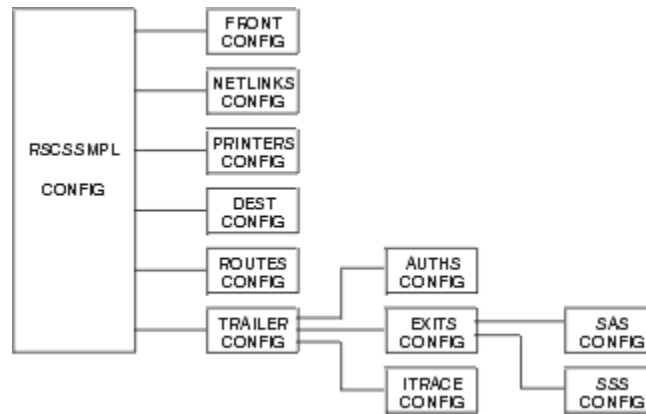 FRONT
CONFIG
NETLINKS
CONFIG
RSCSSMPL
CONFIG
PRINTERS
CONFIG
DEST
CONFIG
ROUTES
CONFIG
AUTHS
CONFIG
TRAILER
CONFIG
EXITS
CONFIG
SAS
CONFIG
ITRACE
CONFIG
SSS
CONFIG